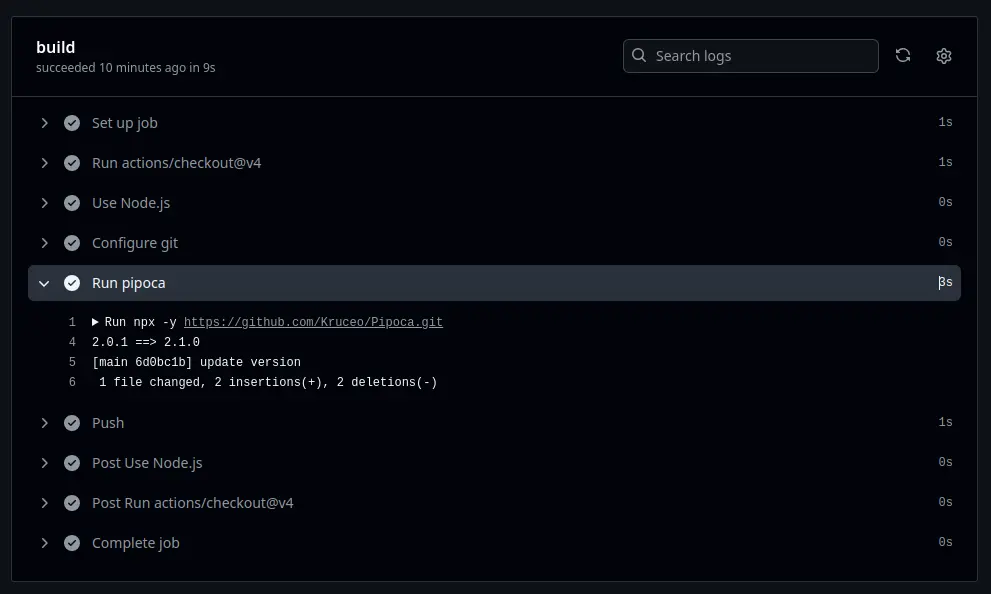 build
succeeded 10 minutes ago in 9s
Search logs
Set up job 1s
Run actions/checkout@v4 1s
Use Node.js 0s
Configure git 0s
Run pipoca 3s
1 Run npx -y https://github.com/Kruceo/Pipoca.git
4 2.0.1 ==> 2.1.0
5 [main 6d0bc1b] update version
6 1 file changed, 2 insertions(+), 2 deletions(-)
Push 1s
Post Use Node.js 0s
Post Run actions/checkout@v4 0s
Complete job 0s